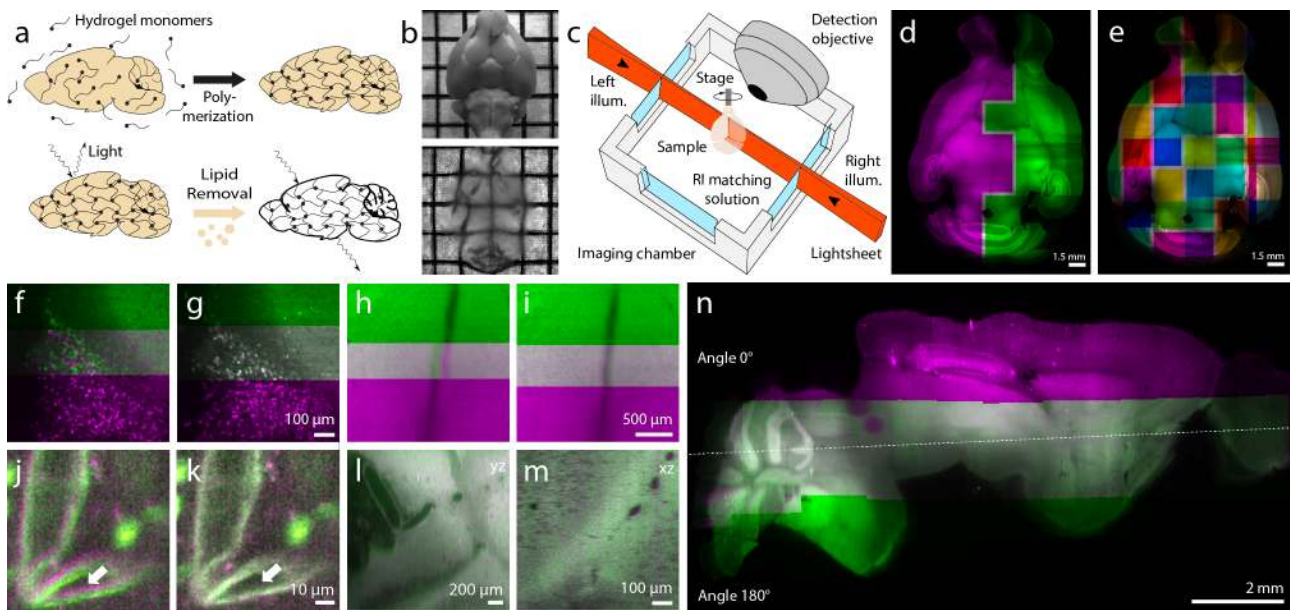 a
Hydrogel monomers
Poly-
merization
Light
Lipid
Removal
b
c
Detection
objective
Left
illum.
Stage
Sample
Right
illum.
RI matching
solution
Imaging chamber
Lightsheet
d
1.5 mm
e
1.5 mm
f
g
100 µm
h
i
500 µm
j
k
10 µm
l
yz
200 µm
m
xz
100 µm
n
Angle 0°
Angle 180°
2 mm